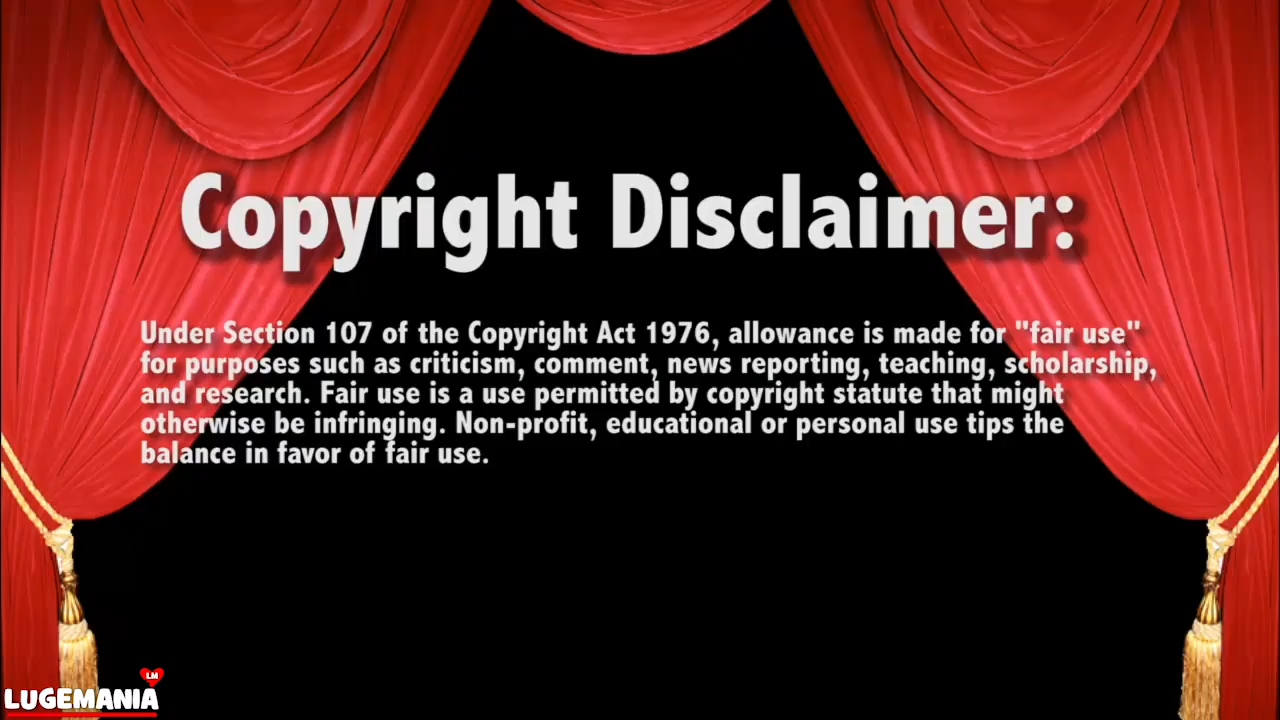 Copyright Disclaimer:
Under Section 107 of the Copyright Act 1976, allowance is made for "fair use"
for purposes such as criticism, comment, news reporting, teaching, scholarship,
and research. Fair use is a use permitted by copyright statute that might
otherwise be infringing. Non-profit, educational or personal use tips the
balance in favor of fair use.
LM
LUGEMANIA